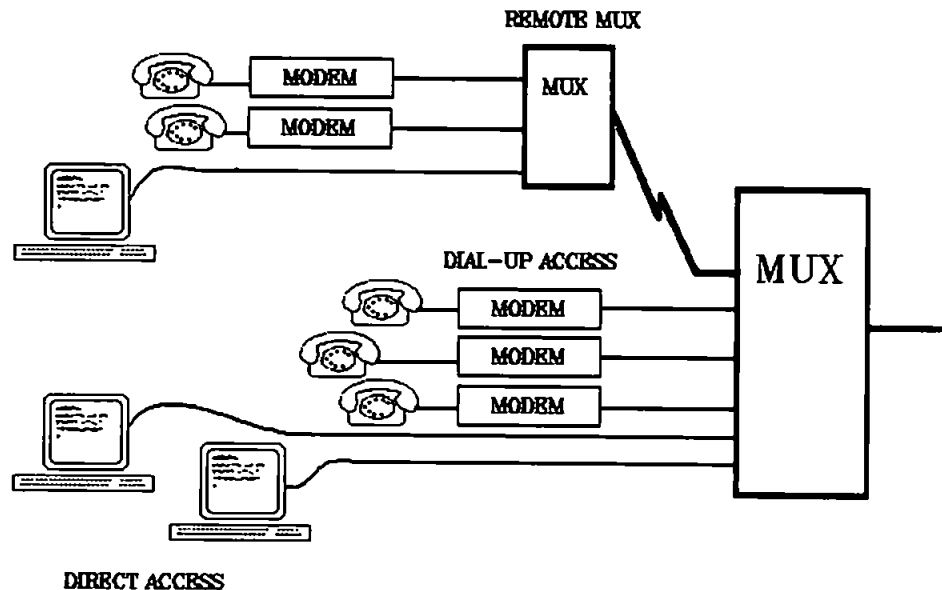 REMOTE MUX
MODEM
MUX
MODEM
DIAL-UP ACCESS
MUX
MODEM
MODEM
MODEM
DIRECT ACCESS